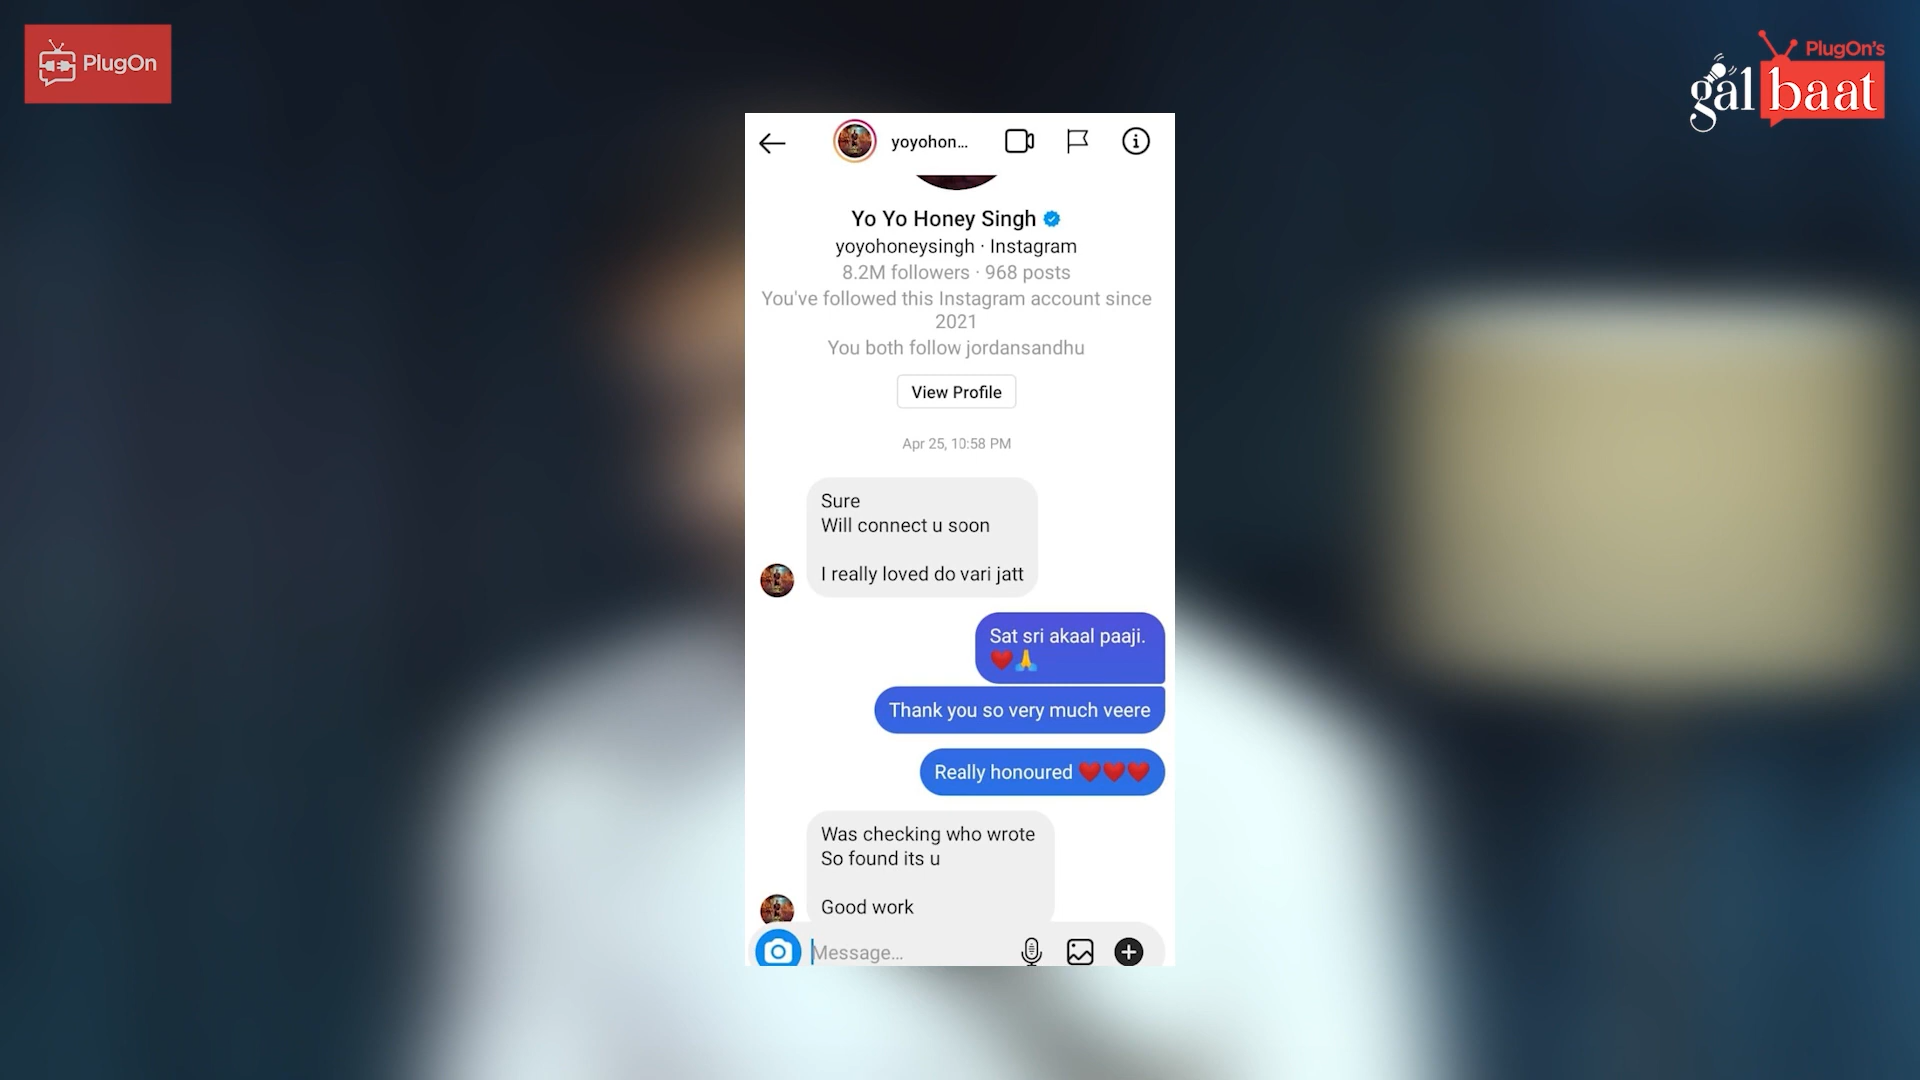 PlugOn
PlugOn's
gal baat
yoyohon...
Yo Yo Honey Singh
yoyohoneysingh · Instagram
8.2M followers · 968 posts
You've followed this Instagram account since
2021
You both follow jordansandhu
View Profile
Apr 25, 10:58 PM
Sure
Will connect u soon
I really loved do vari jatt
Sat sri akaal paaji.
❤️🙏
Thank you so very much veere
Really honoured ❤️❤️❤️
Was checking who wrote
So found its u
Good work
Message...